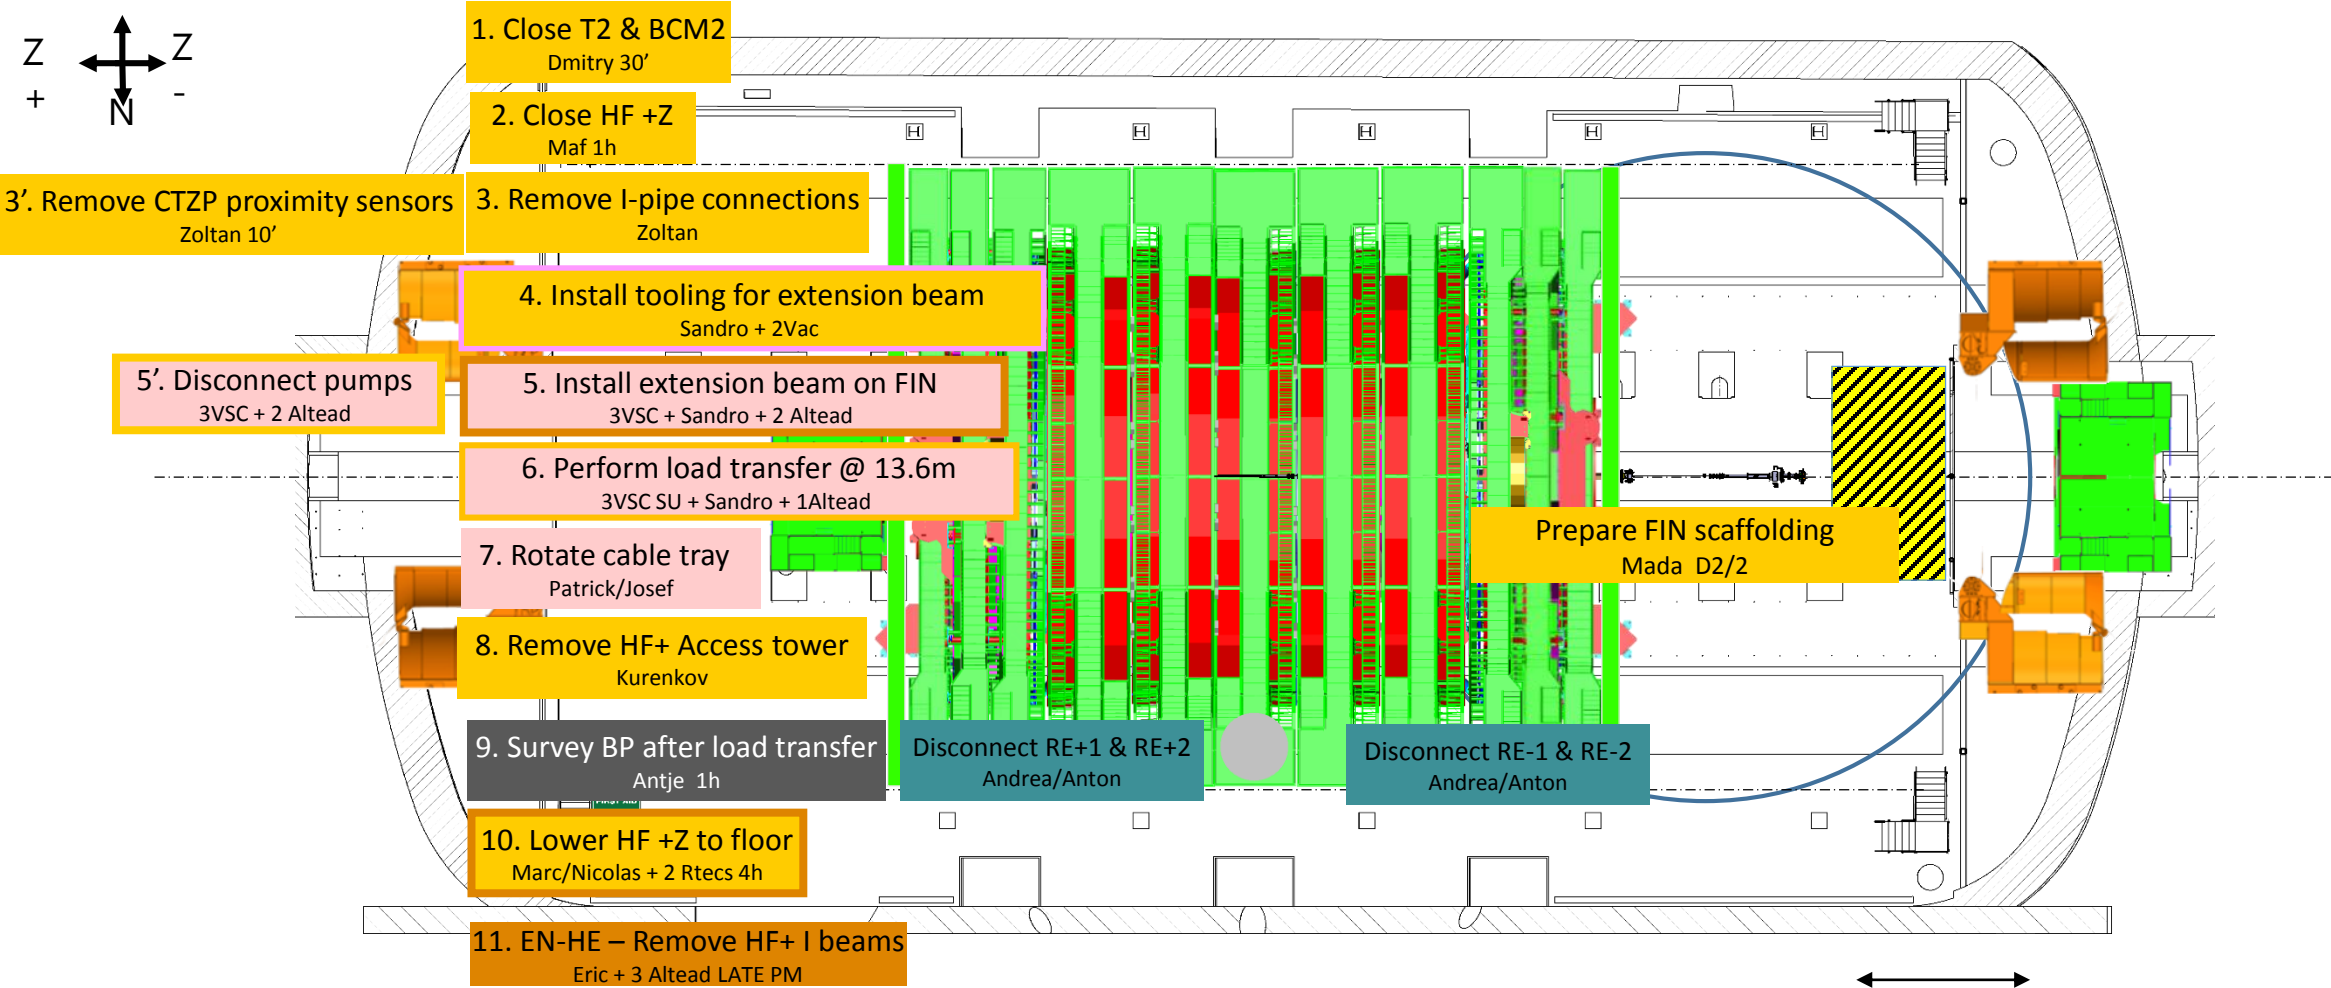 Z
Z
+
-
N
1. Close T2 & BCM2
Dmitry 30’
2. Close HF +Z
Maf 1h
3’. Remove CTZP proximity sensors
Zoltan 10’
3. Remove I-pipe connections
Zoltan
4. Install tooling for extension beam
Sandro + 2Vac
5’. Disconnect pumps
3VSC + 2 Altead
5. Install extension beam on FIN
3VSC + Sandro + 2 Altead
6. Perform load transfer @ 13.6m
3VSC SU + Sandro + 1Altead
Prepare FIN scaffolding
Mada D2/2
7. Rotate cable tray
Patrick/Josef
8. Remove HF+ Access tower
Kurenkov
9. Survey BP after load transfer
Antje 1h
Disconnect RE+1 & RE+2
Andrea/Anton
Disconnect RE-1 & RE-2
Andrea/Anton
10. Lower HF +Z to floor
Marc/Nicolas + 2 Rtecs 4h
11. EN-HE – Remove HF+ I beams
Eric + 3 Altead LATE PM
H
H
H
H
H